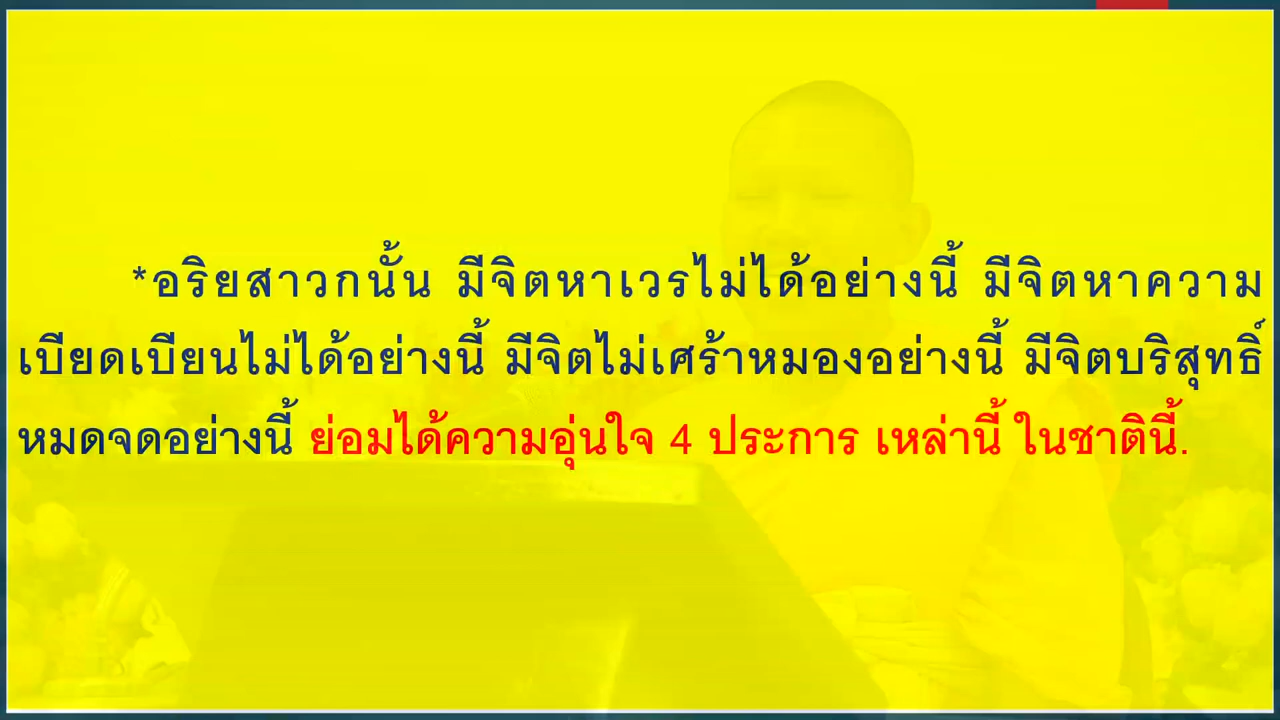 *อริยสาวกนั้น มีจิตหาเวรไม่ได้อย่างนี้ มีจิตหาความ
เบียดเบียนไม่ได้อย่างนี้ มีจิตไม่เศร้าหมองอย่างนี้ มีจิตบริสุทธิ์
หมดจดอย่างนี้ ย่อมได้ความอุ่นใจ 4 ประการ เหล่านี้ ในชาตินี้.